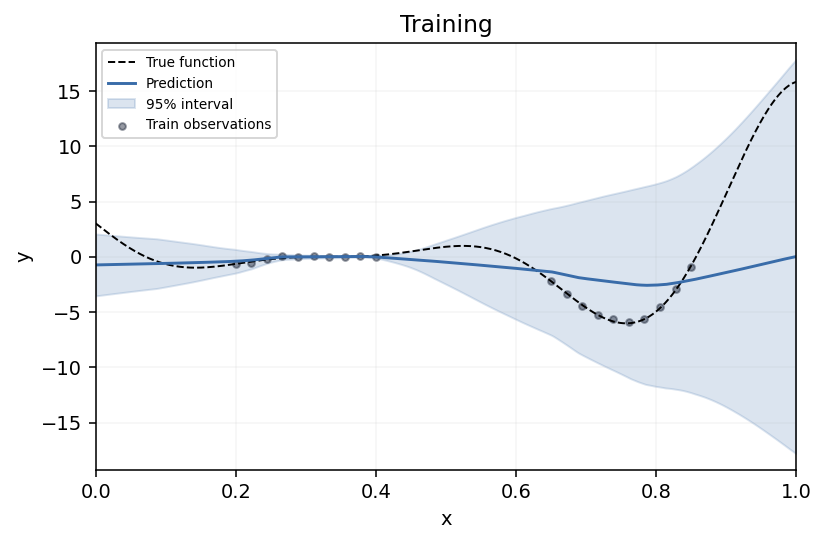 Training
True function
Prediction
95% interval
Train observations
15
10
5
0
−5
−10
−15
y
0.0 0.2 0.4 0.6 0.8 1.0
x